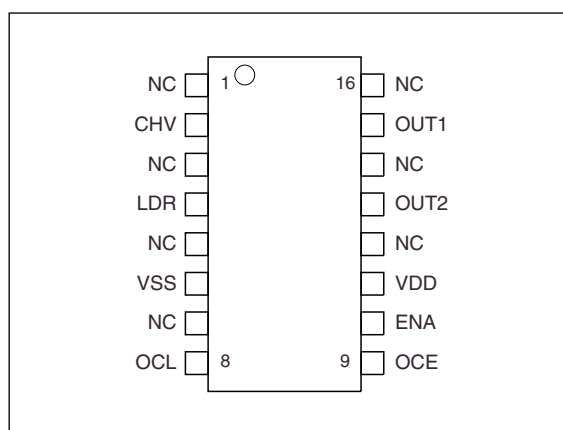 NC 1 16 NC
CHV OUT1
NC NC
LDR OUT2
NC NC
VSS VDD
NC ENA
OCL 8 9 OCE